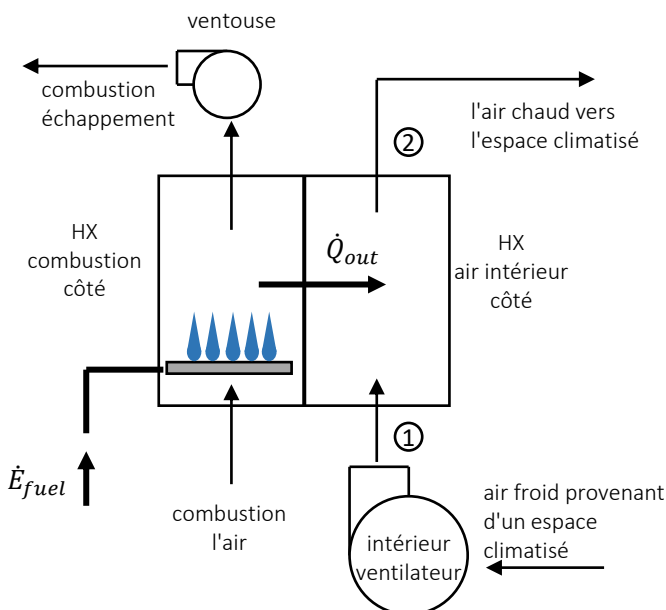 ventouse
combustion
échappement
l'air chaud vers
l'espace climatisé
2
HX
combustion
côté
Q̇out
HX
air intérieur
côté
1
Ėfuel
combustion
l'air
intérieur
ventilateur
air froid provenant
d'un espace
climatisé